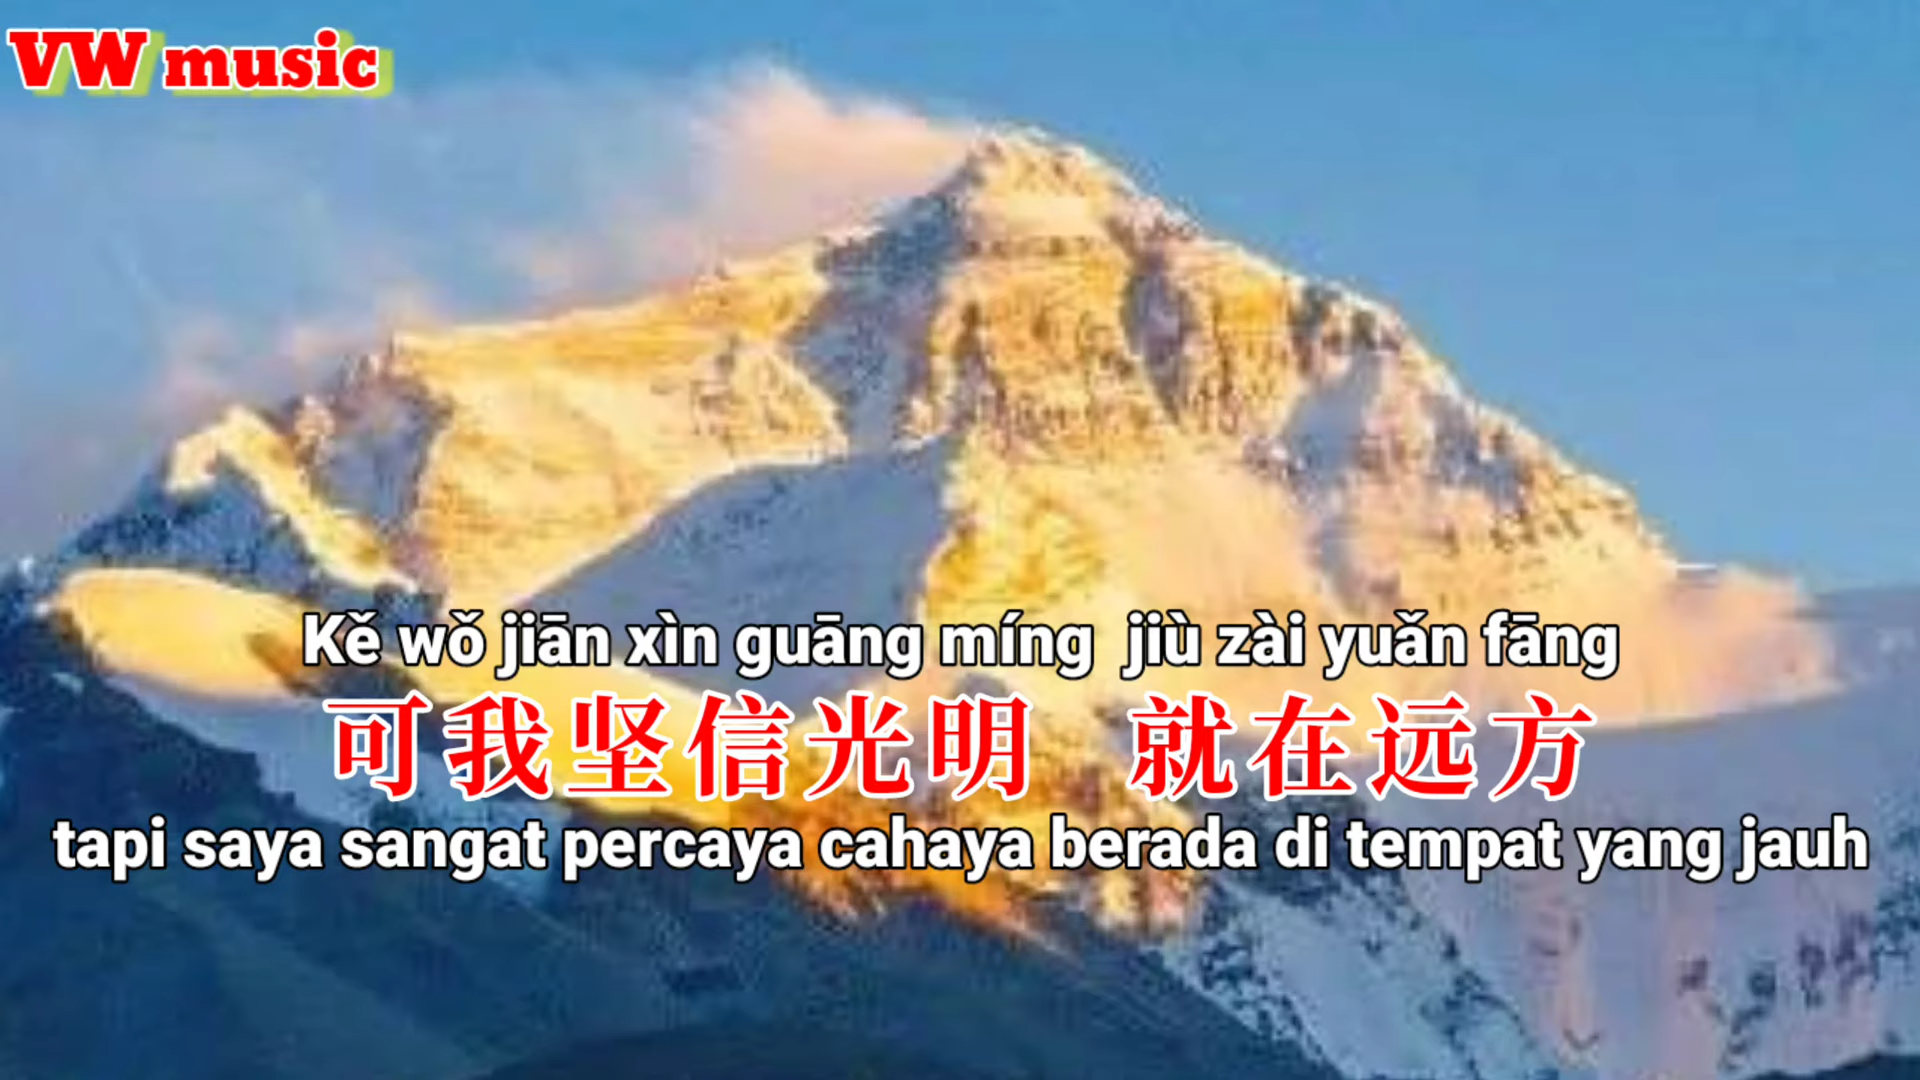 VW music
Kě wǒ jiān xìn guāng míng jiù zài yuǎn fāng
可我坚信光明 就在远方
tapi saya sangat percaya cahaya berada di tempat yang jauh